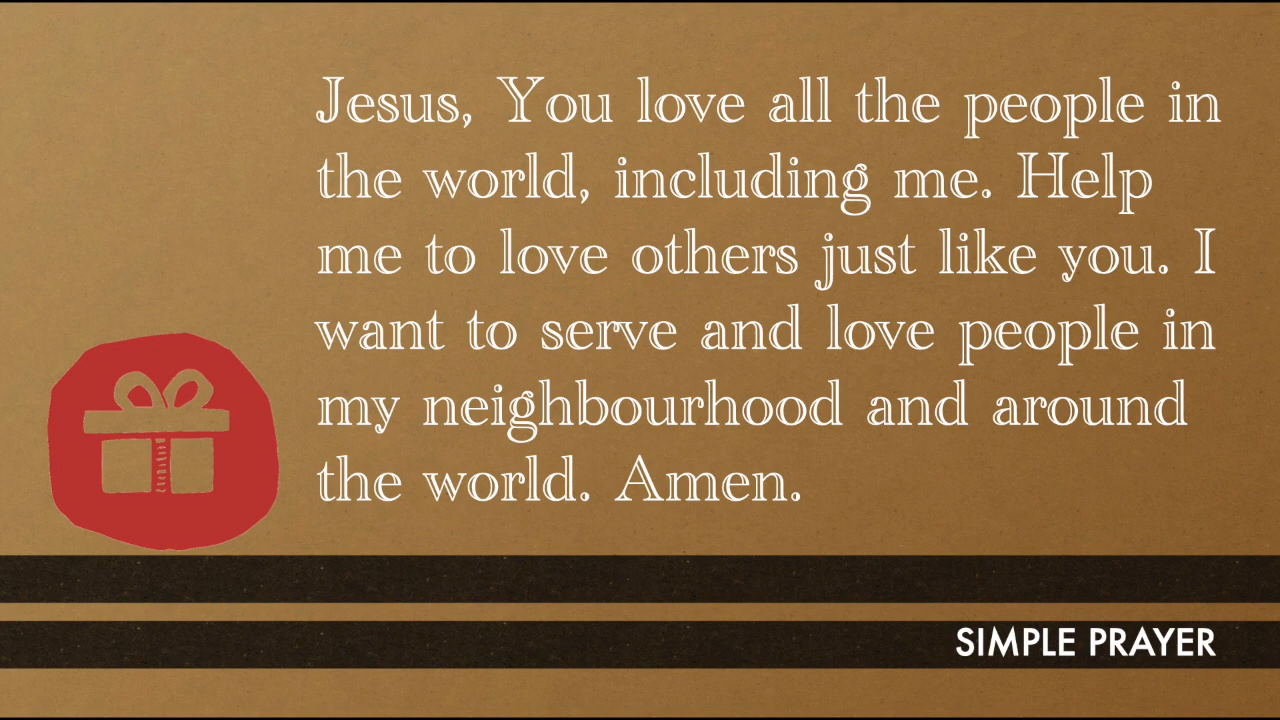 Jesus, You love all the people in
the world, including me. Help
me to love others just like you. I
want to serve and love people in
my neighbourhood and around
the world. Amen.
SIMPLE PRAYER